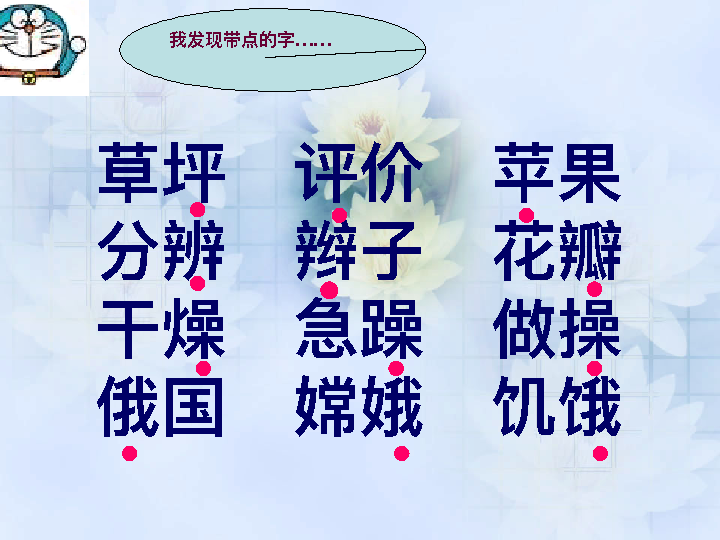 我发现带点的字……
草坪 评价 苹果
分辨 辫子 花瓣
干燥 急躁 做操
俄国 嫦娥 饥饿